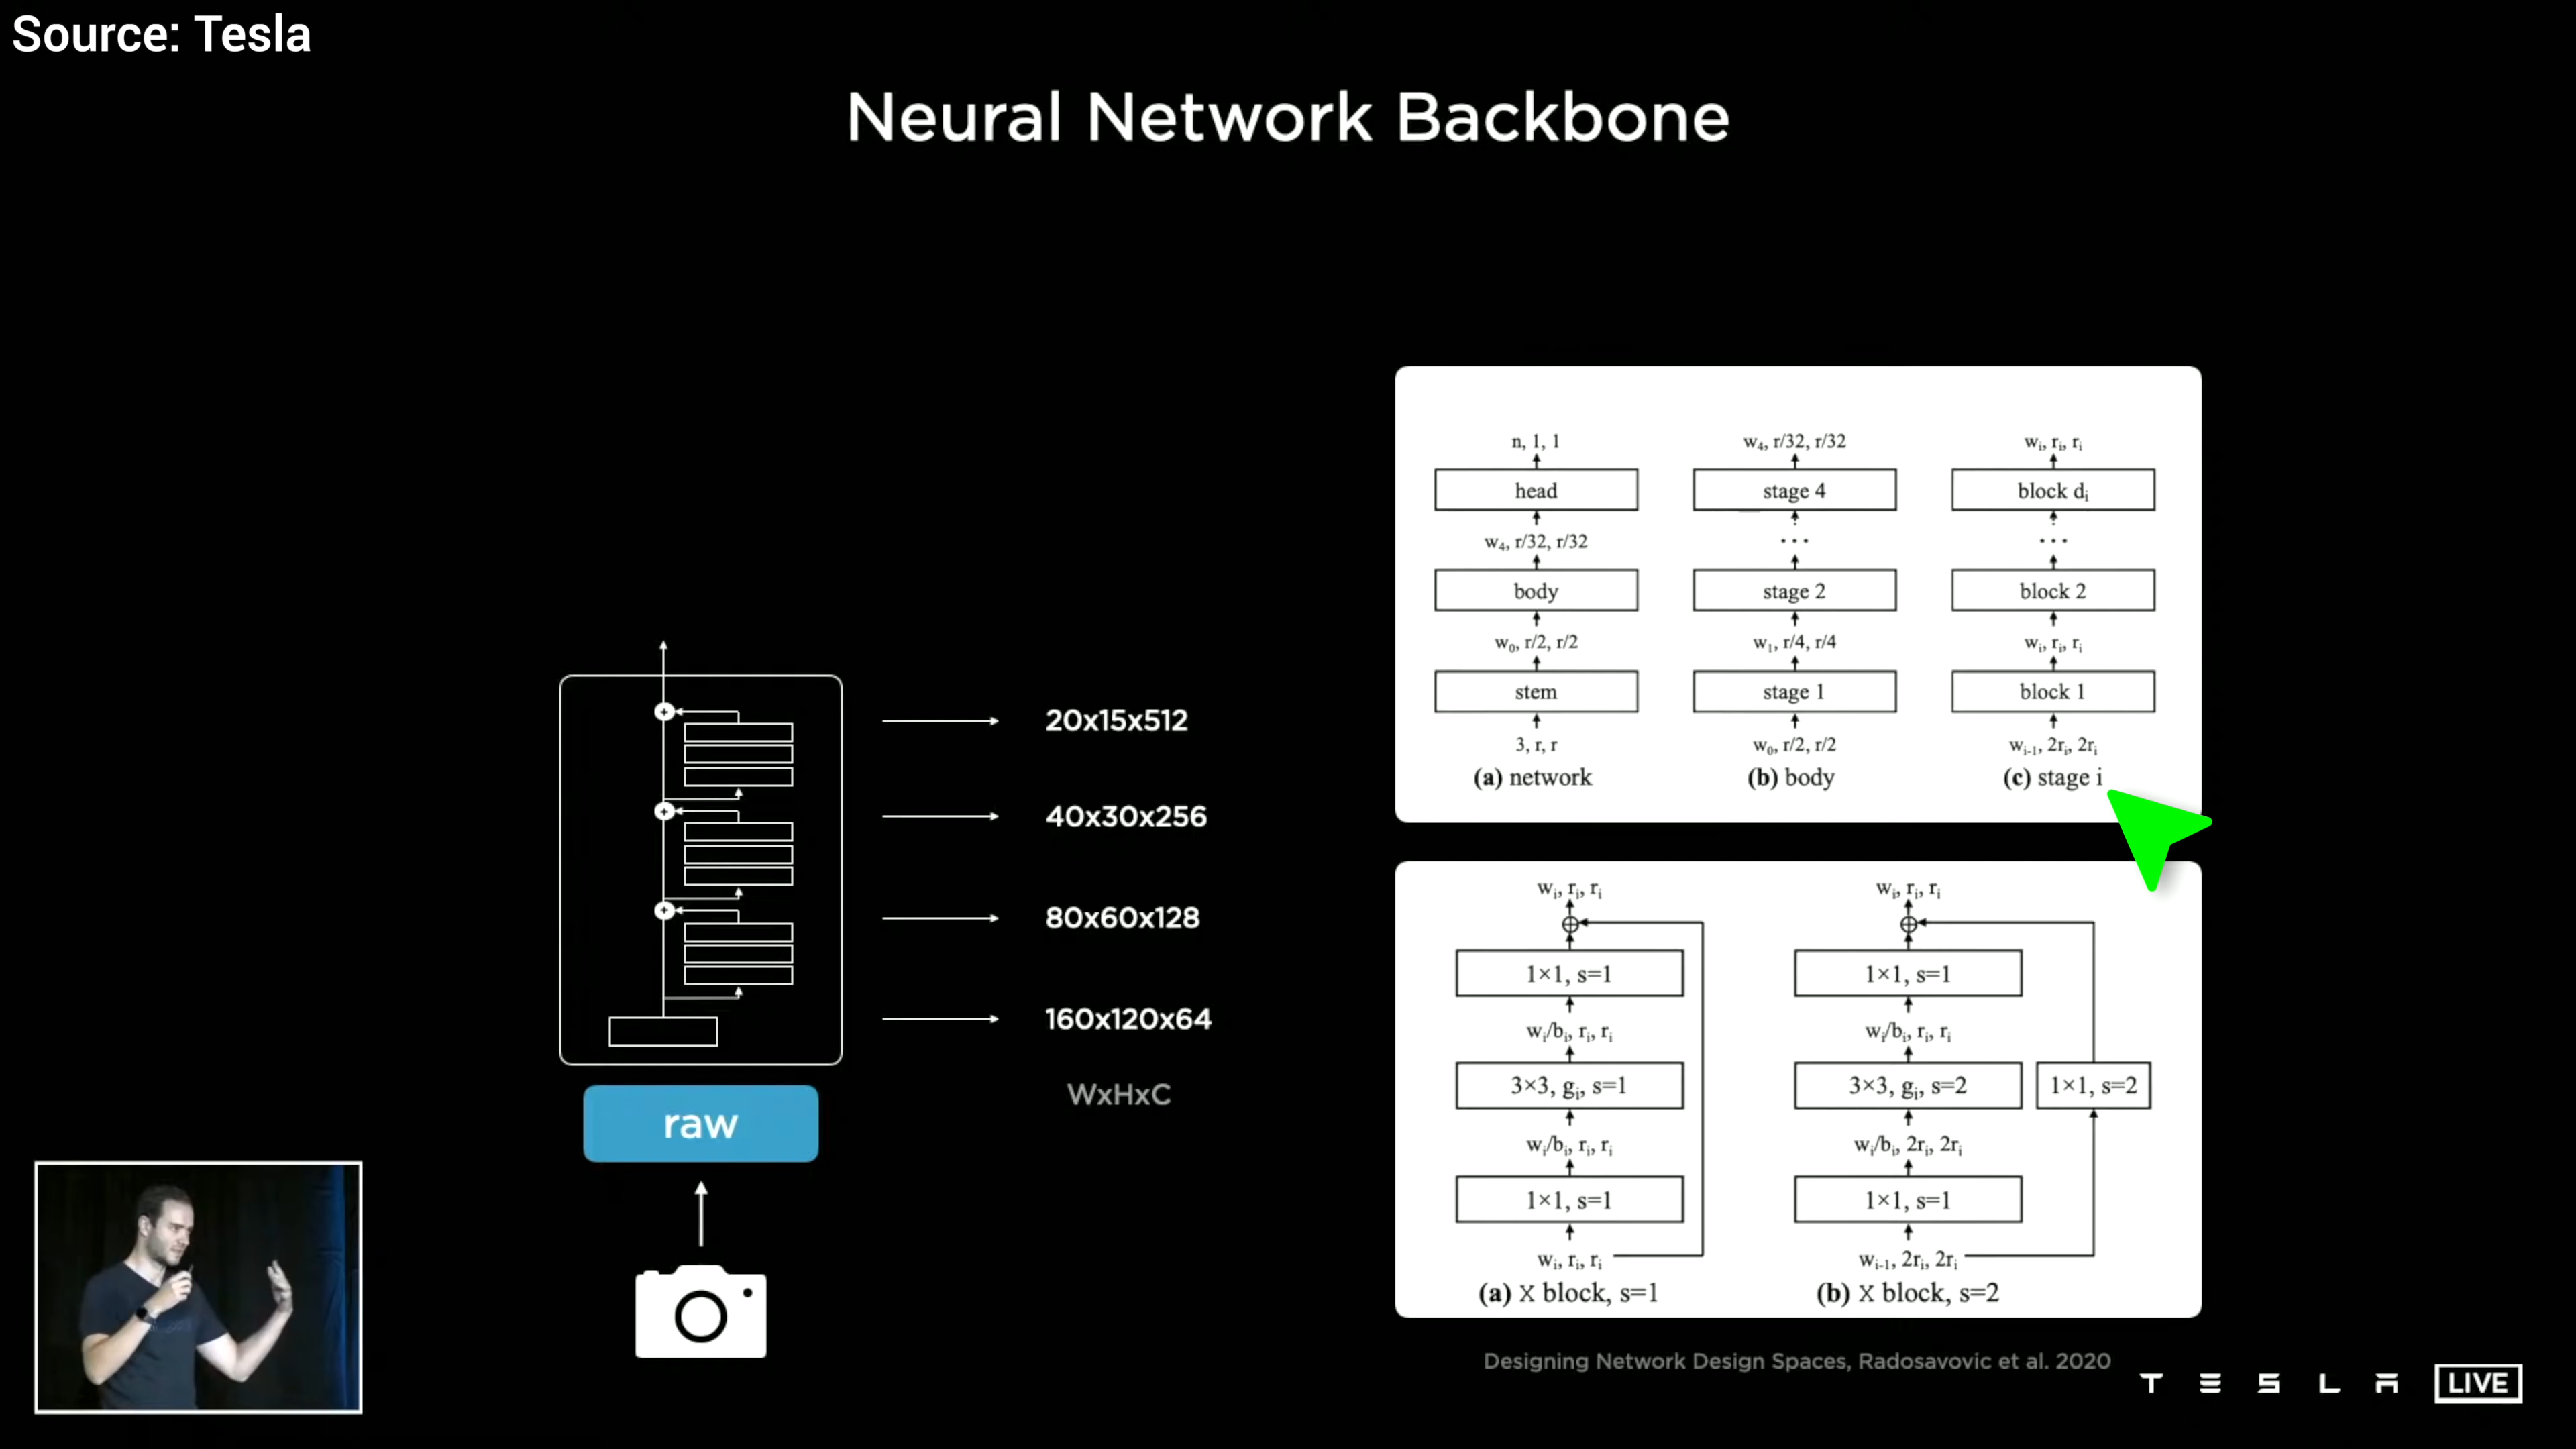 Source: Tesla
Neural Network Backbone
20x15x512
40x30x256
80x60x128
160x120x64
WxHxC
raw
n, 1, 1
head
w₄, r/32, r/32
body
w₀, r/2, r/2
stem
3, r, r
(a) network
w₄, r/32, r/32
stage 4
...
stage 2
w₁, r/4, r/4
stage 1
w₀, r/2, r/2
(b) body
wᵢ, rᵢ, rᵢ
block dᵢ
...
block 2
wᵢ, rᵢ, rᵢ
block 1
wᵢ₋₁, 2rᵢ, 2rᵢ
(c) stage i
wᵢ, rᵢ, rᵢ
1×1, s=1
wᵢ/bᵢ, rᵢ, rᵢ
3×3, gᵢ, s=1
wᵢ/bᵢ, rᵢ, rᵢ
1×1, s=1
wᵢ, rᵢ, rᵢ
(a) X block, s=1
wᵢ, rᵢ, rᵢ
1×1, s=1
wᵢ/bᵢ, rᵢ, rᵢ
3×3, gᵢ, s=2
1×1, s=2
wᵢ/bᵢ, 2rᵢ, 2rᵢ
1×1, s=1
wᵢ₋₁, 2rᵢ, 2rᵢ
(b) X block, s=2
Designing Network Design Spaces, Radosavovic et al. 2020
TESLA LIVE